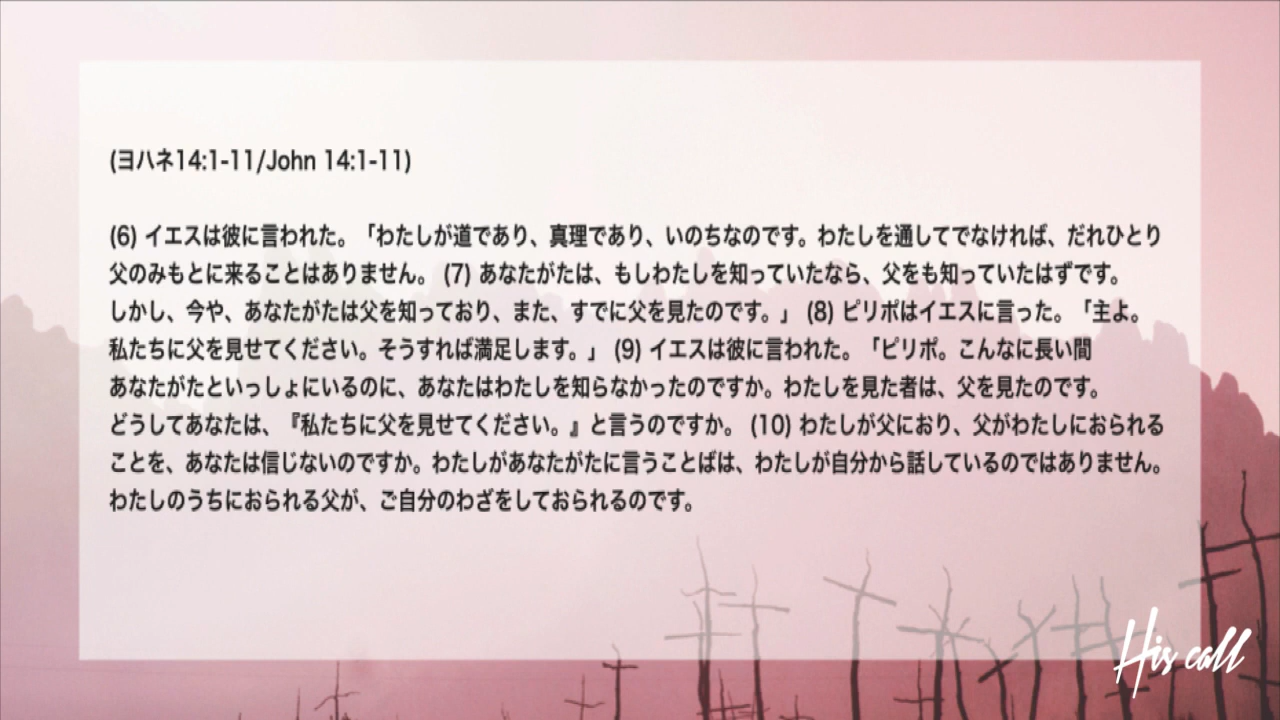 (ヨハネ14:1-11/John 14:1-11)
(6) イエスは彼に言われた。「わたしが道であり、真理であり、いのちなのです。わたしを通してでなければ、だれひとり
父のみもとに来ることはありません。 (7) あなたがたは、もしわたしを知っていたなら、父をも知っていたはずです。
しかし、今や、あなたがたは父を知っており、また、すでに父を見たのです。」 (8) ピリポはイエスに言った。「主よ。
私たちに父を見せてください。そうすれば満足します。」 (9) イエスは彼に言われた。「ピリポ。こんなに長い間
あなたがたといっしょにいるのに、あなたはわたしを知らなかったのですか。わたしを見た者は、父を見たのです。
どうしてあなたは、『私たちに父を見せてください。』と言うのですか。 (10) わたしが父におり、父がわたしにおられる
ことを、あなたは信じないのですか。わたしがあなたがたに言うことばは、わたしが自分から話しているのではありません。
わたしのうちにおられる父が、ご自分のわざをしておられるのです。
His call